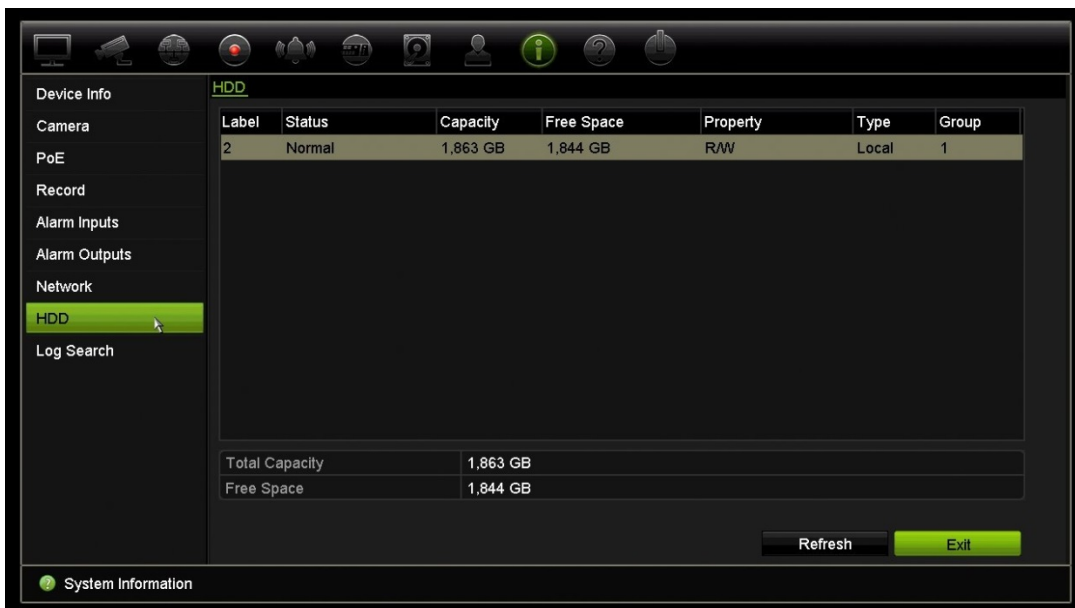 Device Info
Camera
PoE
Record
Alarm Inputs
Alarm Outputs
Network
HDD
Log Search
HDD
Label Status Capacity Free Space Property Type Group
2 Normal 1,863 GB 1,844 GB R/W Local 1
Total Capacity 1,863 GB
Free Space 1,844 GB
Refresh Exit
System Information